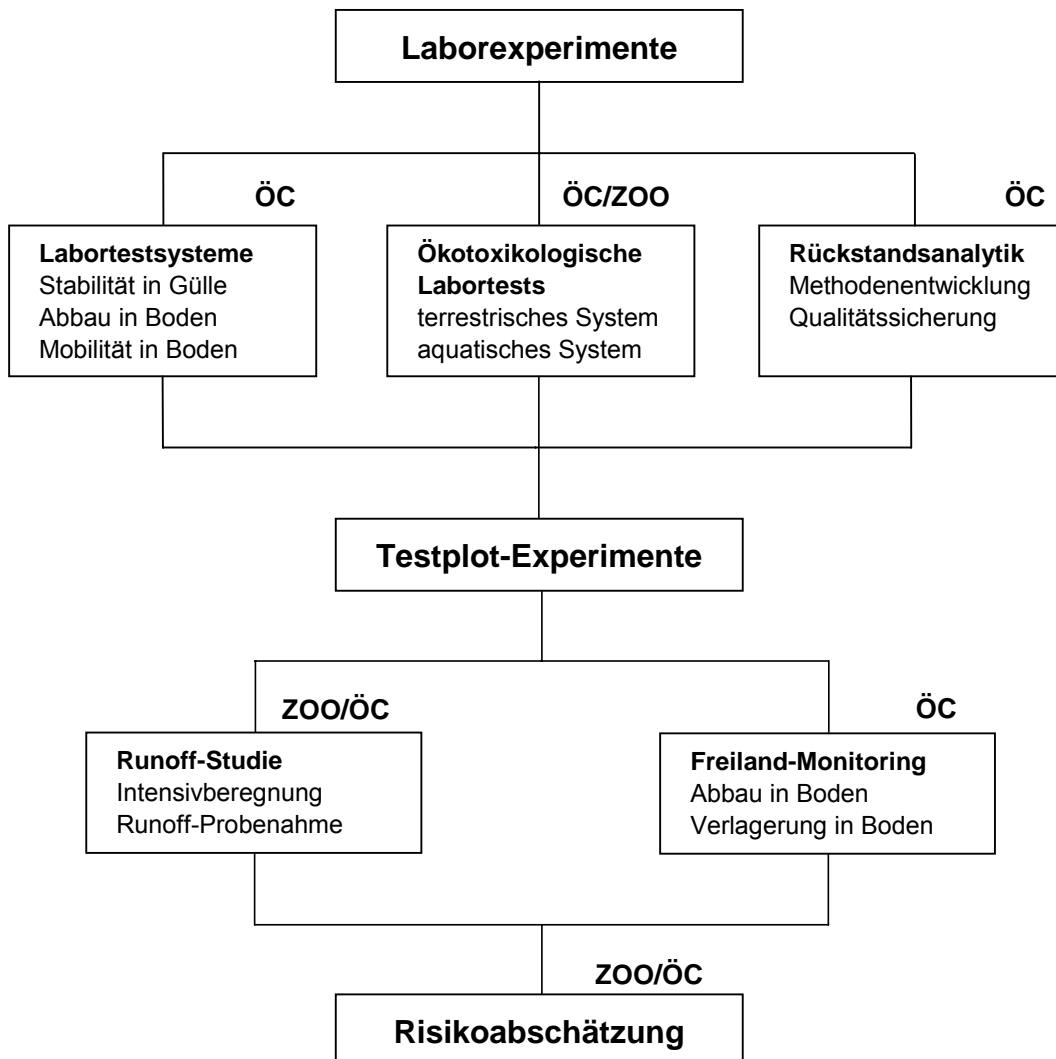 Laborexperimente
ÖC
Labortestsysteme
Stabilität in Gülle
Abbau in Boden
Mobilität in Boden
ÖC/ZOO
Ökotoxikologische
Labortests
terrestrisches System
aquatisches System
ÖC
Rückstandsanalytik
Methodenentwicklung
Qualitätssicherung
Testplot-Experimente
ZOO/ÖC
Runoff-Studie
Intensivberegnung
Runoff-Probenahme
ÖC
Freiland-Monitoring
Abbau in Boden
Verlagerung in Boden
ZOO/ÖC
Risikoabschätzung